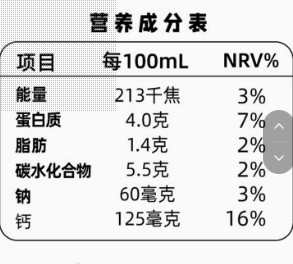 营养成分表
项目 每100mL NRV%
能量 213千焦 3%
蛋白质 4.0克 7%
脂肪 1.4克 2%
碳水化合物 5.5克 2%
钠 60毫克 3%
钙 125毫克 16%